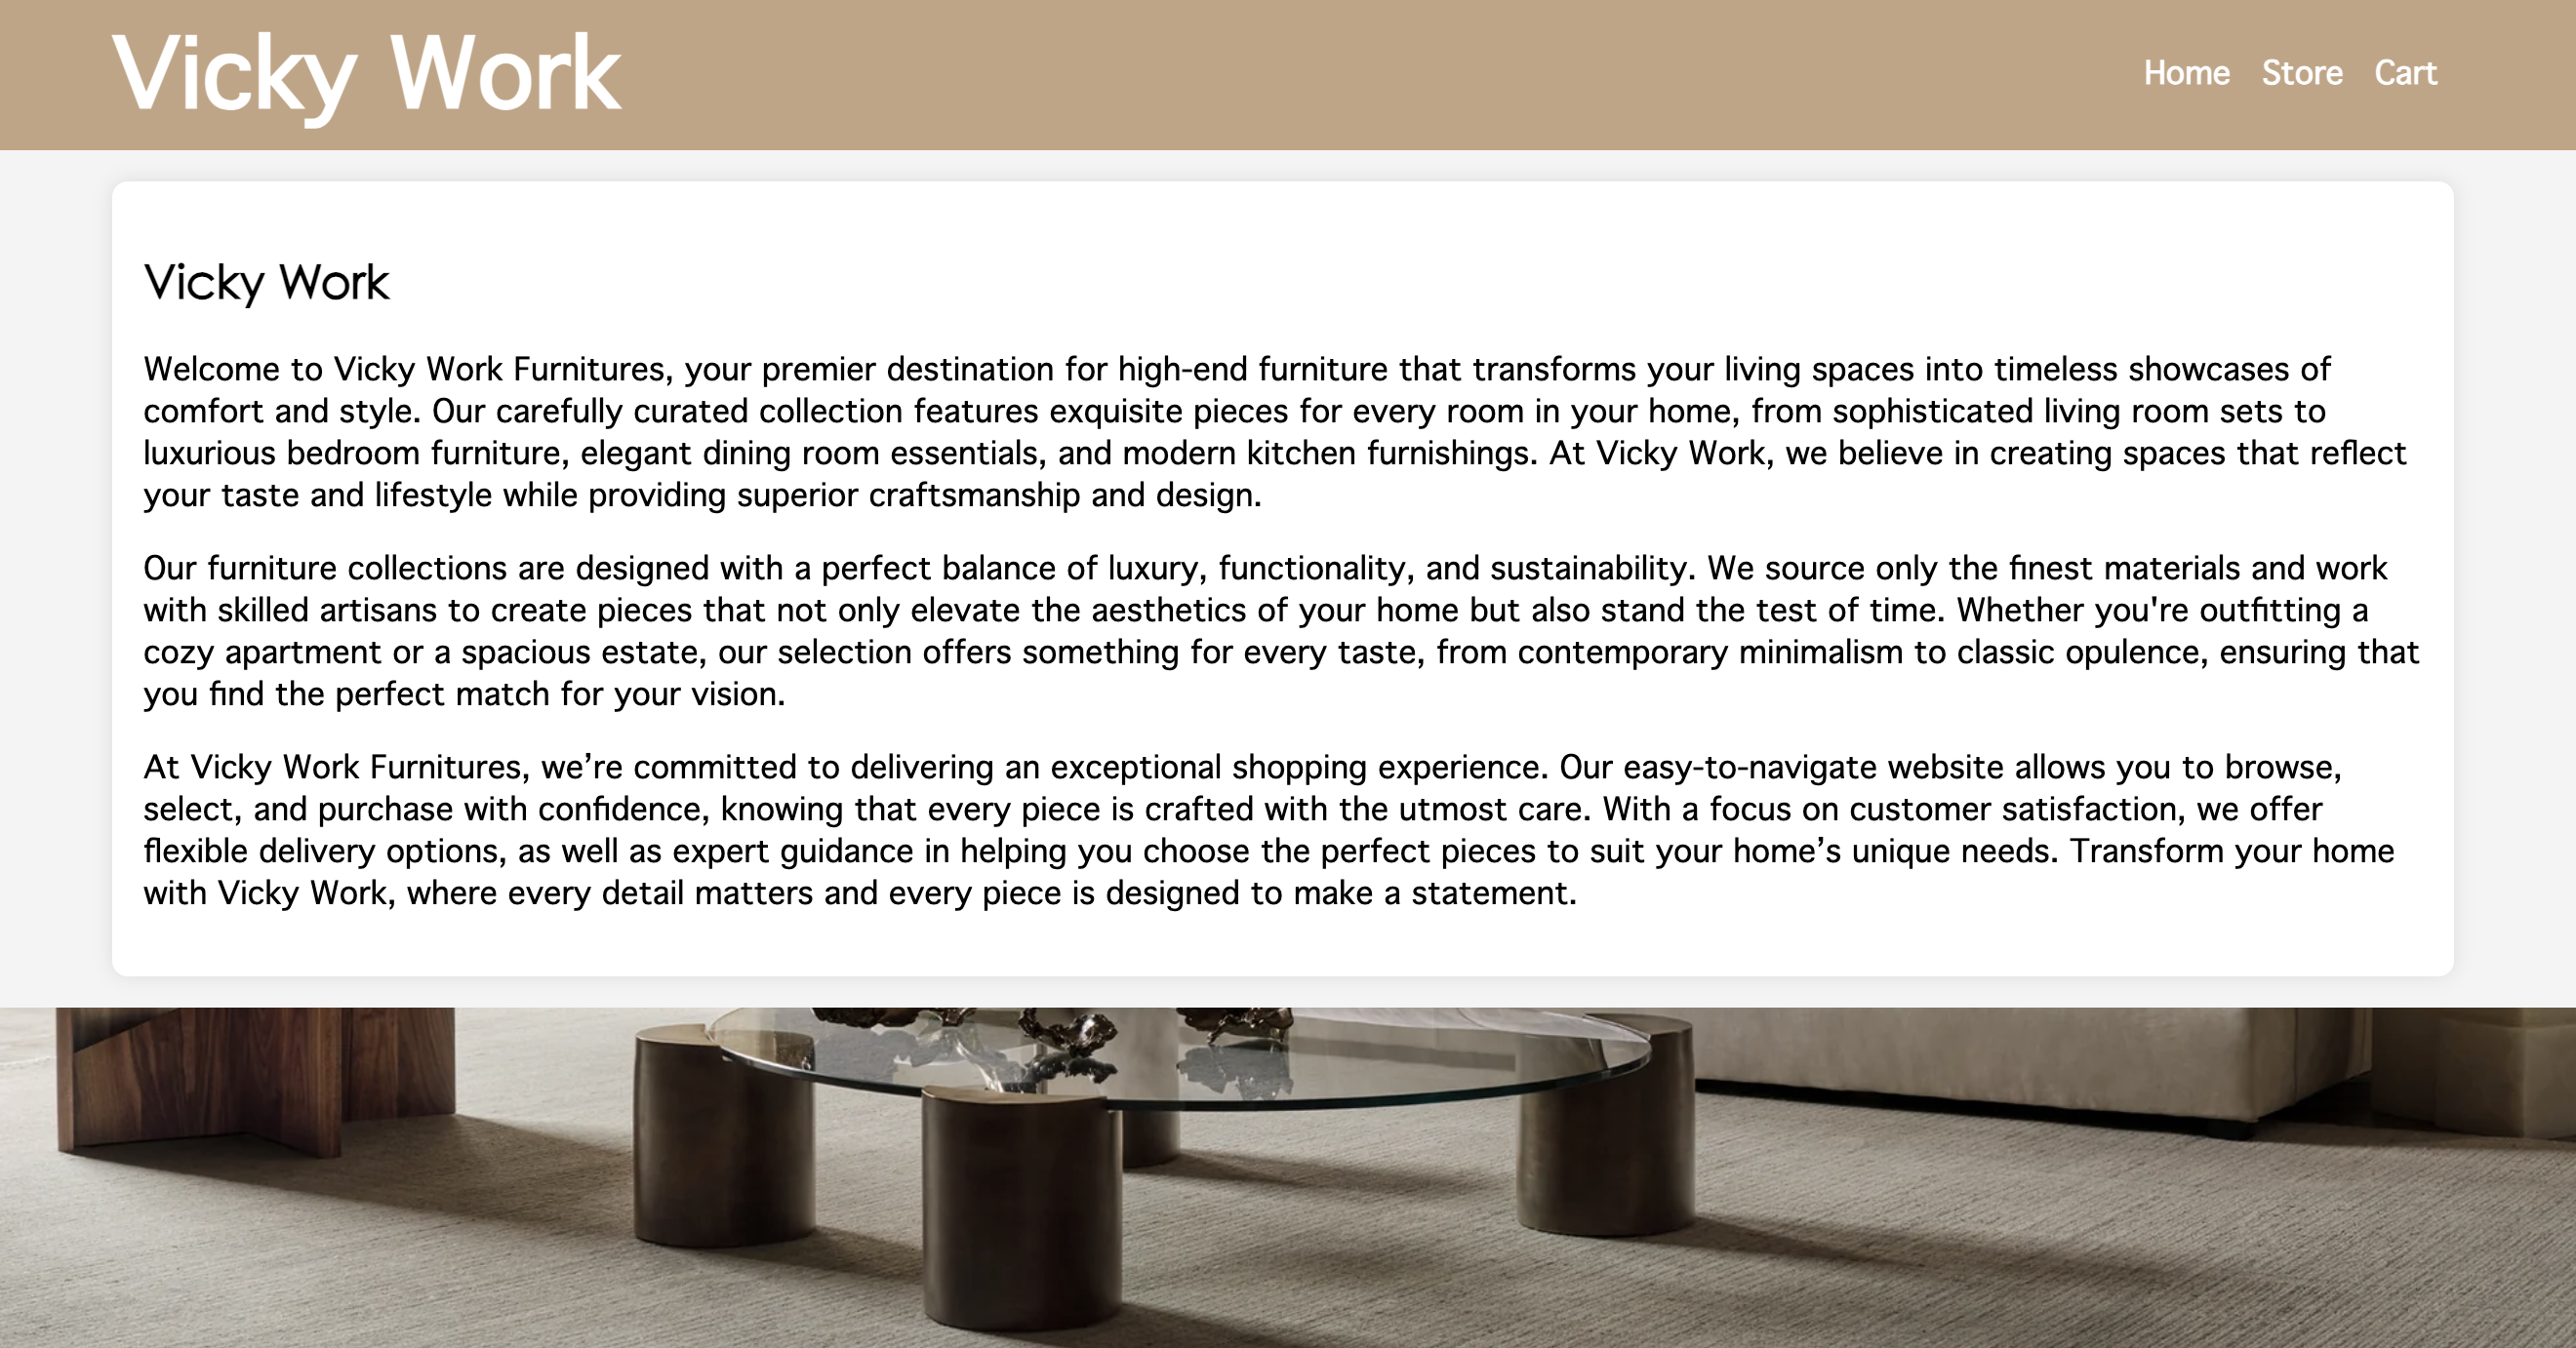 Vicky Work
Home Store Cart
Vicky Work
Welcome to Vicky Work Furnitures, your premier destination for high-end furniture that transforms your living spaces into timeless showcases of
comfort and style. Our carefully curated collection features exquisite pieces for every room in your home, from sophisticated living room sets to
luxurious bedroom furniture, elegant dining room essentials, and modern kitchen furnishings. At Vicky Work, we believe in creating spaces that reflect
your taste and lifestyle while providing superior craftsmanship and design.
Our furniture collections are designed with a perfect balance of luxury, functionality, and sustainability. We source only the finest materials and work
with skilled artisans to create pieces that not only elevate the aesthetics of your home but also stand the test of time. Whether you're outfitting a
cozy apartment or a spacious estate, our selection offers something for every taste, from contemporary minimalism to classic opulence, ensuring that
you find the perfect match for your vision.
At Vicky Work Furnitures, we’re committed to delivering an exceptional shopping experience. Our easy-to-navigate website allows you to browse,
select, and purchase with confidence, knowing that every piece is crafted with the utmost care. With a focus on customer satisfaction, we offer
flexible delivery options, as well as expert guidance in helping you choose the perfect pieces to suit your home’s unique needs. Transform your home
with Vicky Work, where every detail matters and every piece is designed to make a statement.